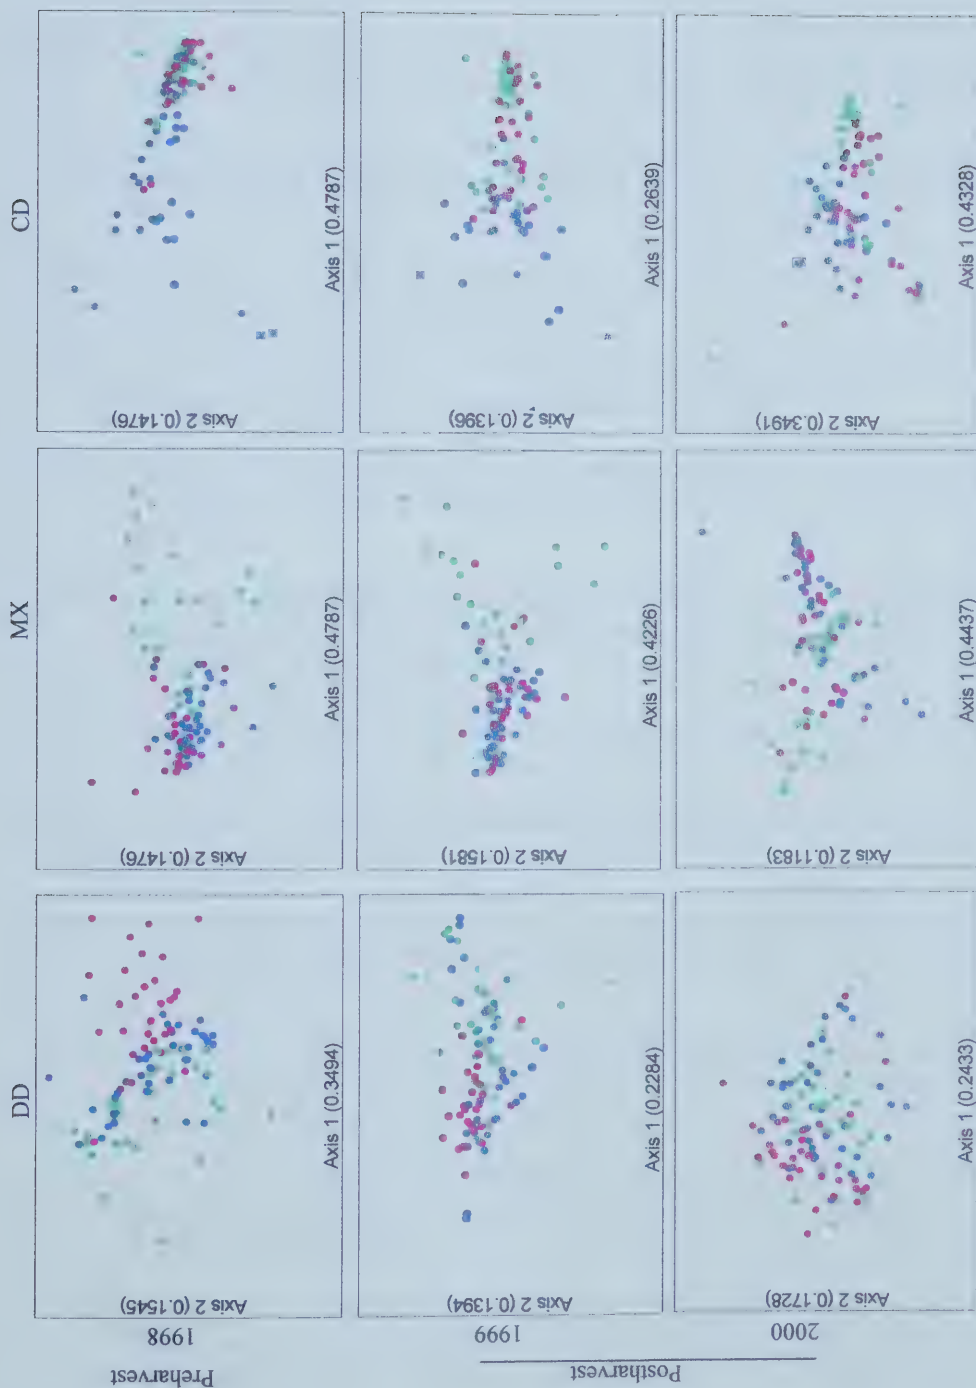 DD
MX
CD
Preharvest
1998
Axis 2 (0.1545)
Axis 1 (0.3494)
Axis 2 (0.1476)
Axis 1 (0.4787)
Axis 2 (0.1476)
Axis 1 (0.4787)
Postharvest
1999
Axis 2 (0.1394)
Axis 1 (0.2284)
Axis 2 (0.1581)
Axis 1 (0.4226)
Axis 2 (0.1396)
Axis 1 (0.2639)
2000
Axis 2 (0.1728)
Axis 1 (0.2433)
Axis 2 (0.1183)
Axis 1 (0.4437)
Axis 2 (0.3491)
Axis 1 (0.4328)